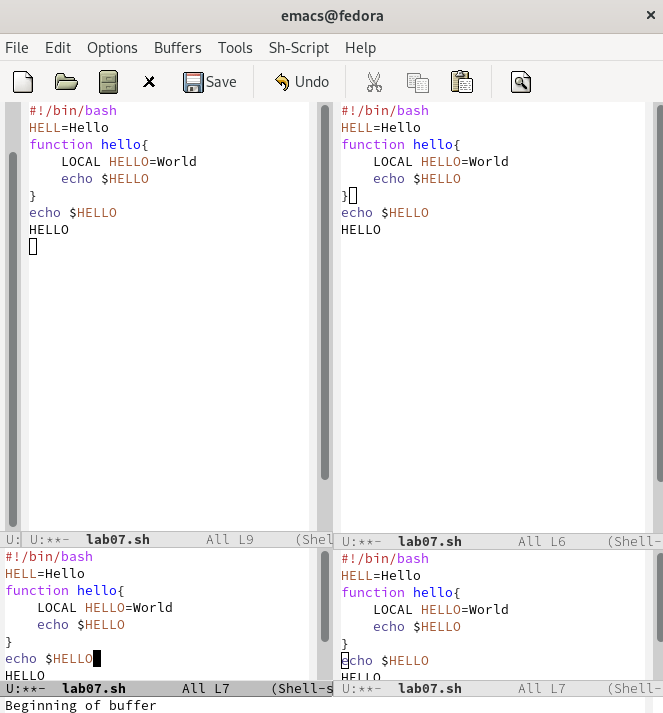 emacs@fedora
File Edit Options Buffers Tools Sh-Script Help
Save Undo
#!/bin/bash
HELL=Hello
function hello{
    LOCAL HELLO=World
    echo $HELLO
}
echo $HELLO
HELLO
U: U:**- lab07.sh All L9 (Shel
#!/bin/bash
HELL=Hello
function hello{
    LOCAL HELLO=World
    echo $HELLO
}
echo $HELLO
HELLO
U:**- lab07.sh All L6 (Shell-
#!/bin/bash
HELL=Hello
function hello{
    LOCAL HELLO=World
    echo $HELLO
}
echo $HELLO
HELLO
U:**- lab07.sh All L7 (Shell-s
#!/bin/bash
HELL=Hello
function hello{
    LOCAL HELLO=World
    echo $HELLO
}
echo $HELLO
HELLO
U:**- lab07.sh All L7 (Shell-
Beginning of buffer